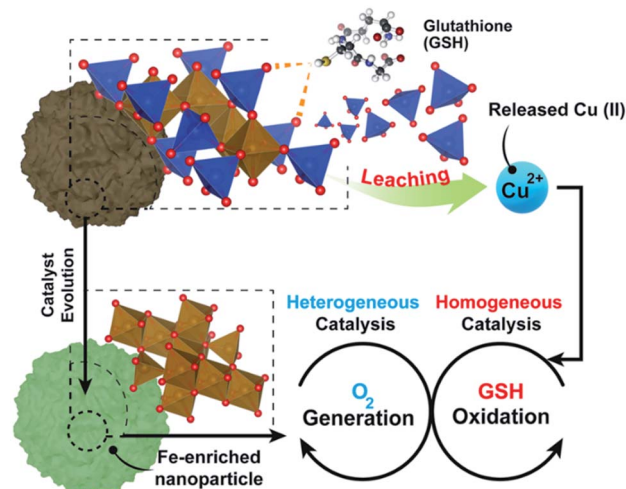 Glutathione
(GSH)
Released Cu (II)
Leaching
Cu2+
Catalyst
Evolution
Heterogeneous
Catalysis
Homogeneous
Catalysis
O2
Generation
GSH
Oxidation
Fe-enriched
nanoparticle